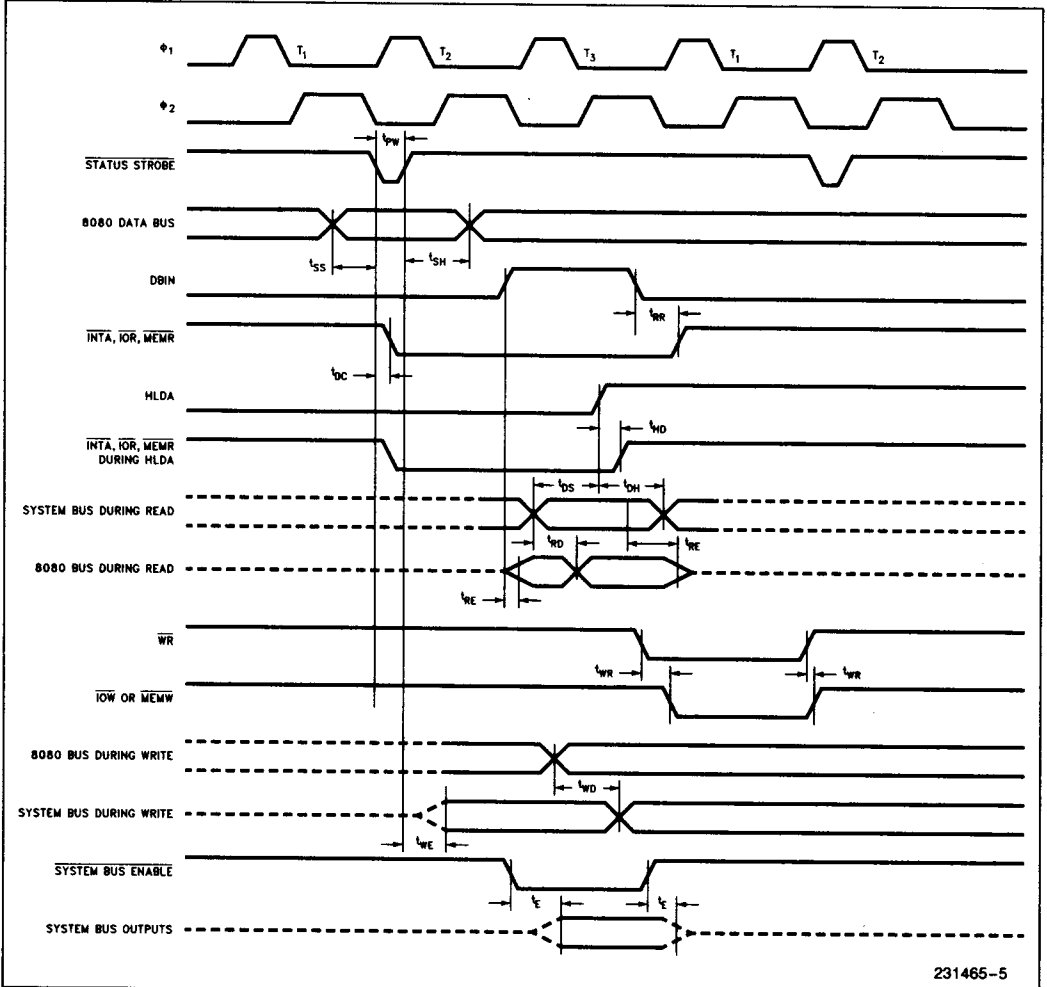 ϕ1 T1 T2 T3 T1 T2
ϕ2
tPW
STATUS STROBE
8080 DATA BUS
tSS tSH
DBIN
tRR
INTA, IOR, MEMR
tDC
HLDA
tHD
INTA, IOR, MEMR
DURING HLDA
tDS tDH
SYSTEM BUS DURING READ
tRD tRE
8080 BUS DURING READ
tRE
WR
tWR tWR
IOW OR MEMW
8080 BUS DURING WRITE
tWD
SYSTEM BUS DURING WRITE
tWE
SYSTEM BUS ENABLE
tE tE
SYSTEM BUS OUTPUTS
231465-5